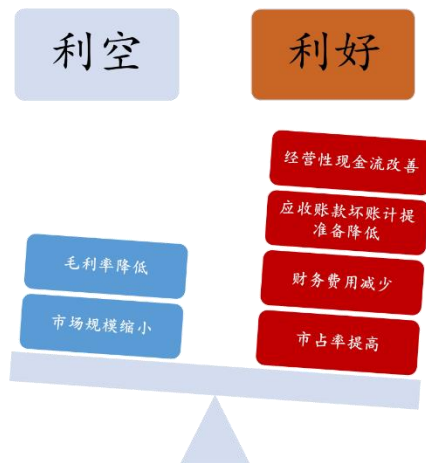 利空
利好
经营性现金流改善
应收账款坏账计提
准备降低
毛利率降低
财务费用减少
市场规模缩小
市占率提高